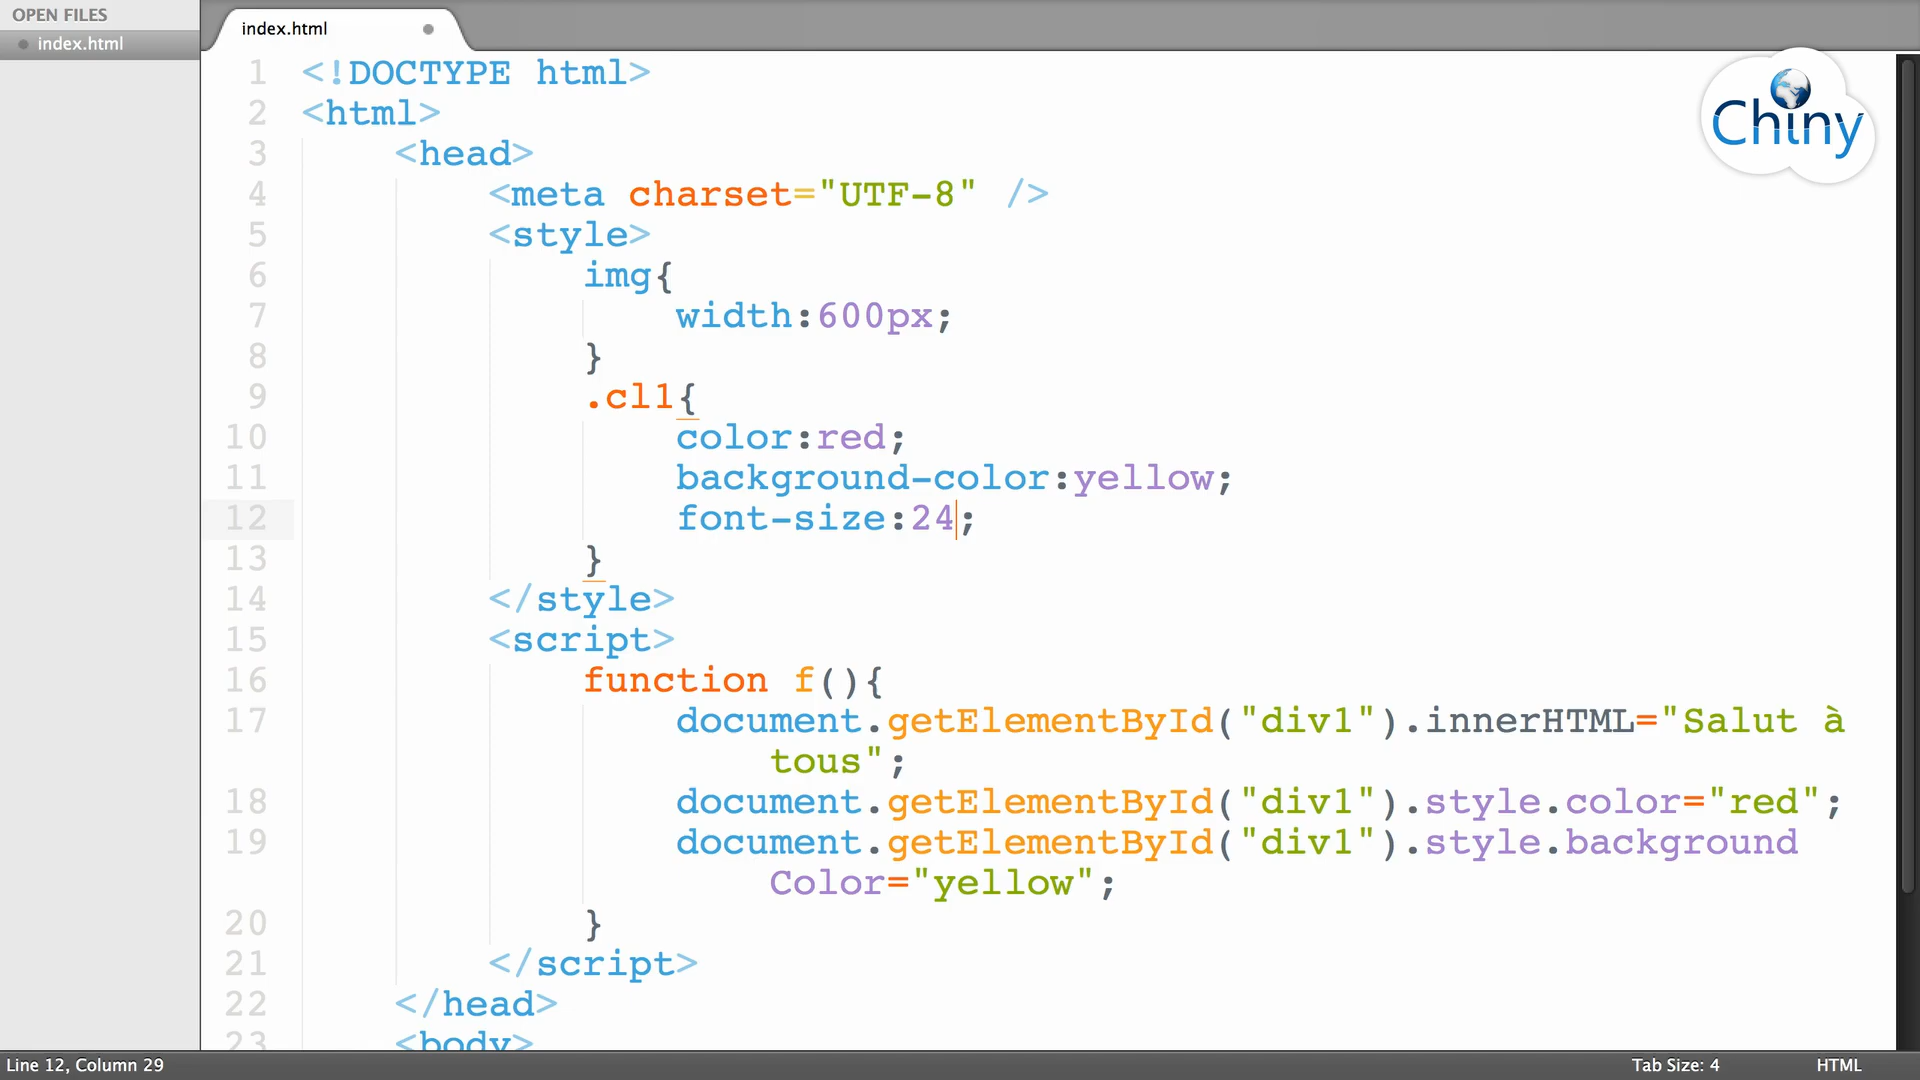 OPEN FILES
index.html
index.html
Chiny
1 <!DOCTYPE html>
2 <html>
3 <head>
4 <meta charset="UTF-8" />
5 <style>
6 img{
7 width:600px;
8 }
9 .cl1{
10 color:red;
11 background-color:yellow;
12 font-size:24;
13 }
14 </style>
15 <script>
16 function f(){
17 document.getElementById("div1").innerHTML="Salut à
tous";
18 document.getElementById("div1").style.color="red";
19 document.getElementById("div1").style.background
Color="yellow";
20 }
21 </script>
22 </head>
23 <body>
Line 12, Column 29
Tab Size: 4
HTML